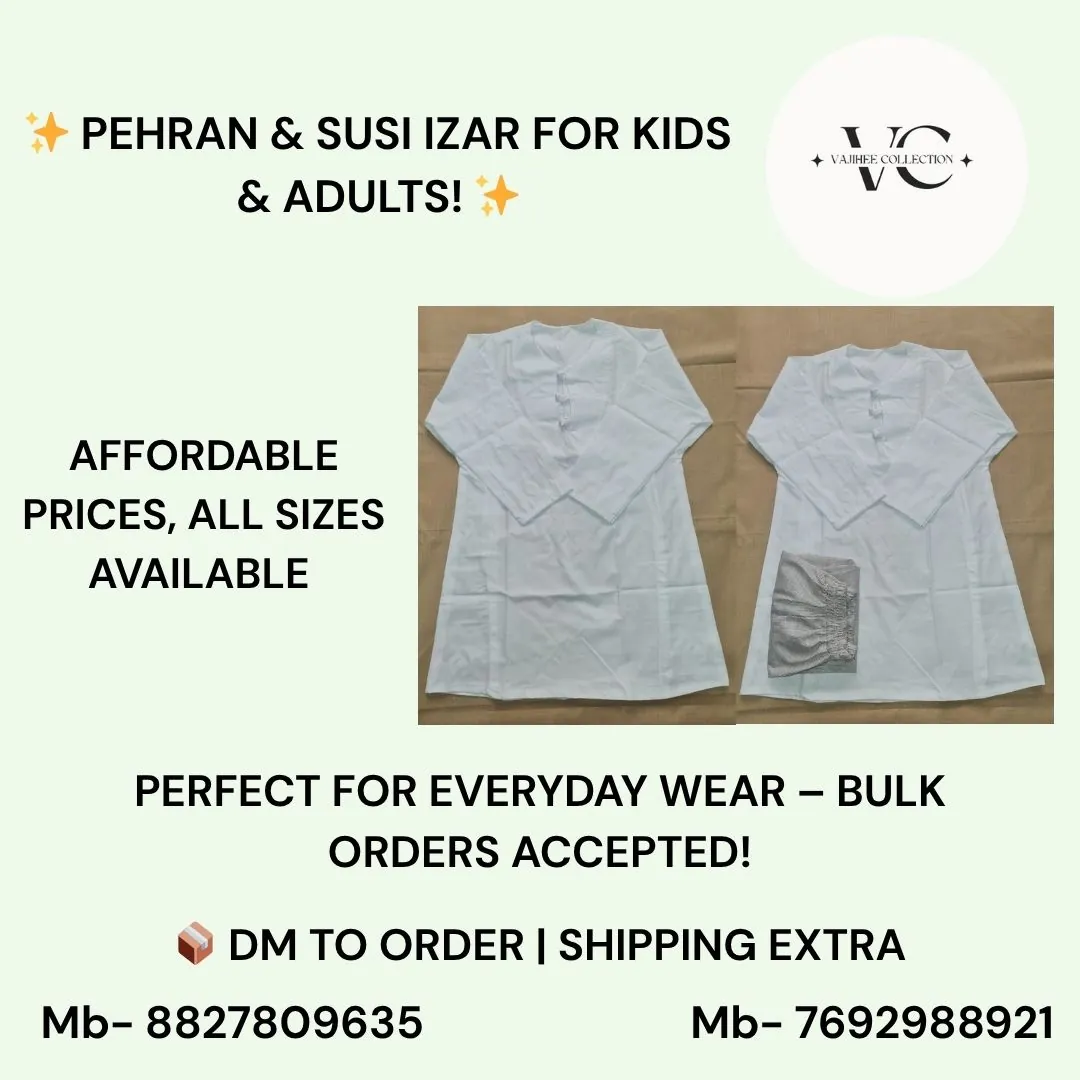 ✨ PEHRAN & SUSI IZAR FOR KIDS
& ADULTS! ✨
VC
✦ VAJIHEE COLLECTION ✦
AFFORDABLE
PRICES, ALL SIZES
AVAILABLE
PERFECT FOR EVERYDAY WEAR – BULK
ORDERS ACCEPTED!
📦 DM TO ORDER | SHIPPING EXTRA
Mb- 8827809635
Mb- 7692988921